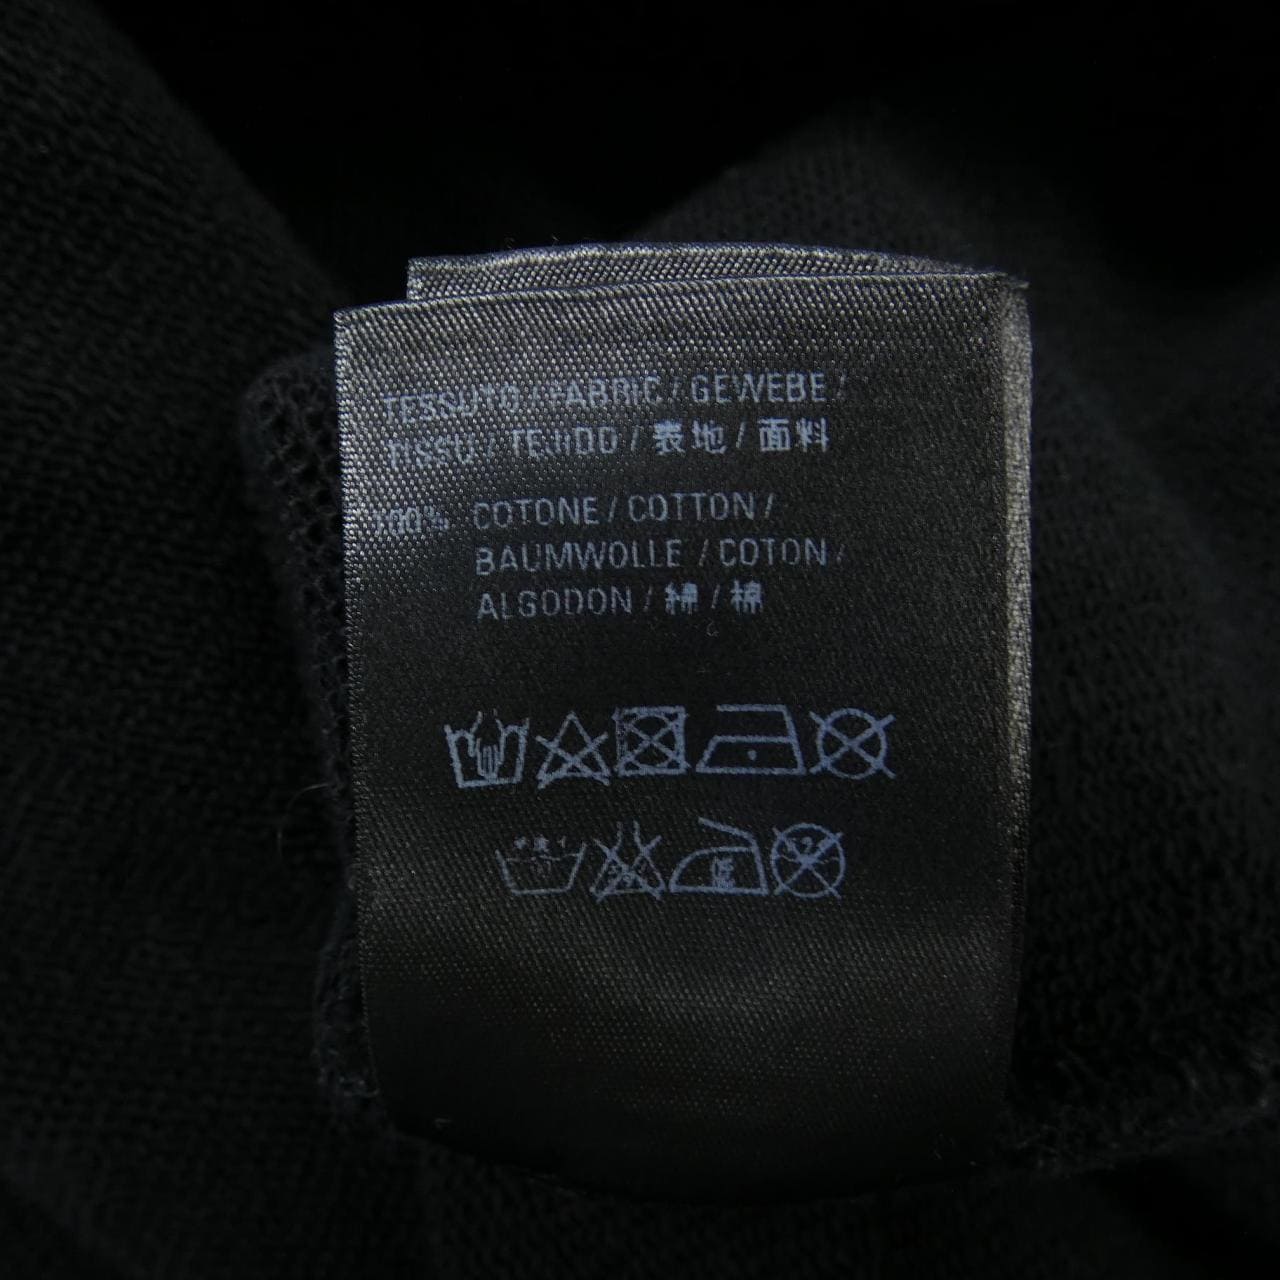 TESSUTO / FABRIC / GEWEBE /
TISSU / TEJIDO / 表地 / 面料
100% COTONE / COTTON /
BAUMWOLLE / COTON /
ALGODON / 綿 / 棉